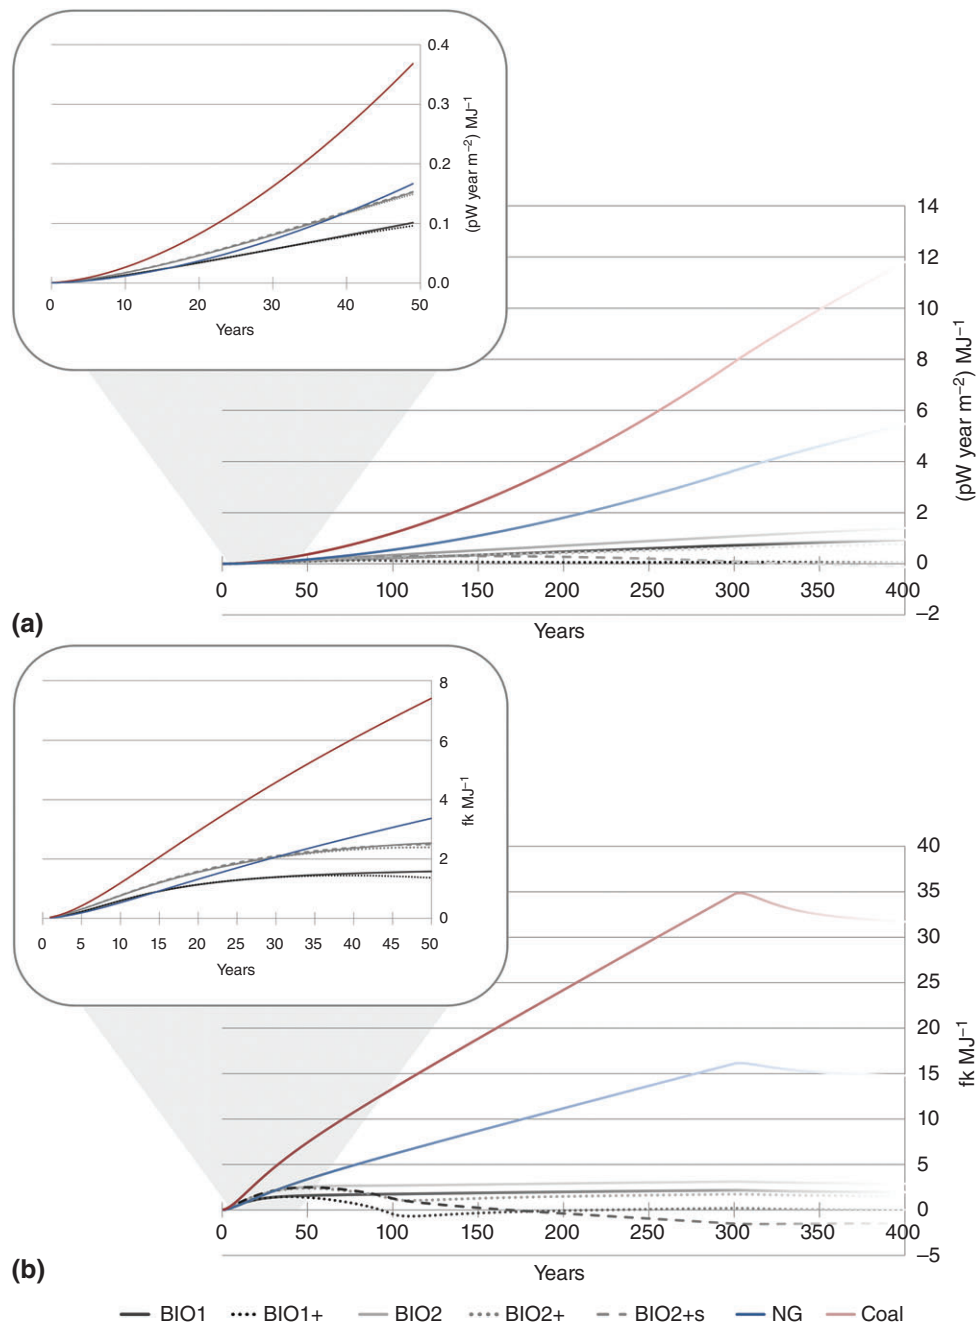 0.4
0.3
0.2
0.1
0.0
(pW year m⁻²) MJ⁻¹
0 10 20 30 40 50
Years
14
12
10
8
6
4
2
0
–2
(pW year m⁻²) MJ⁻¹
0 50 100 150 200 250 300 350 400
Years
(a)
8
6
4
2
0
fk MJ⁻¹
0 5 10 15 20 25 30 35 40 45 50
Years
40
35
30
25
20
15
10
5
0
–5
fk MJ⁻¹
0 50 100 150 200 250 300 350 400
Years
(b)
BIO1 BIO1+ BIO2 BIO2+ BIO2+s NG Coal